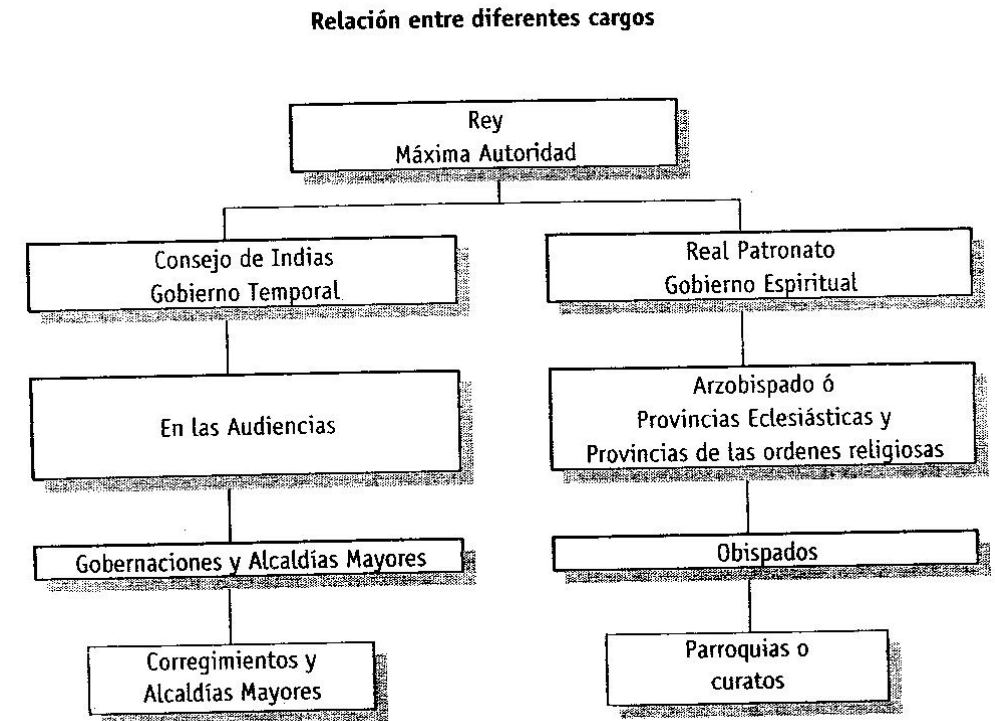 Relación entre diferentes cargos
Rey
Máxima Autoridad
Consejo de Indias
Gobierno Temporal
Real Patronato
Gobierno Espiritual
En las Audiencias
Arzobispado ó
Provincias Eclesiásticas y
Provincias de las ordenes religiosas
Gobernaciones y Alcaldías Mayores
Obispados
Corregimientos y
Alcaldías Mayores
Parroquias o
curatos